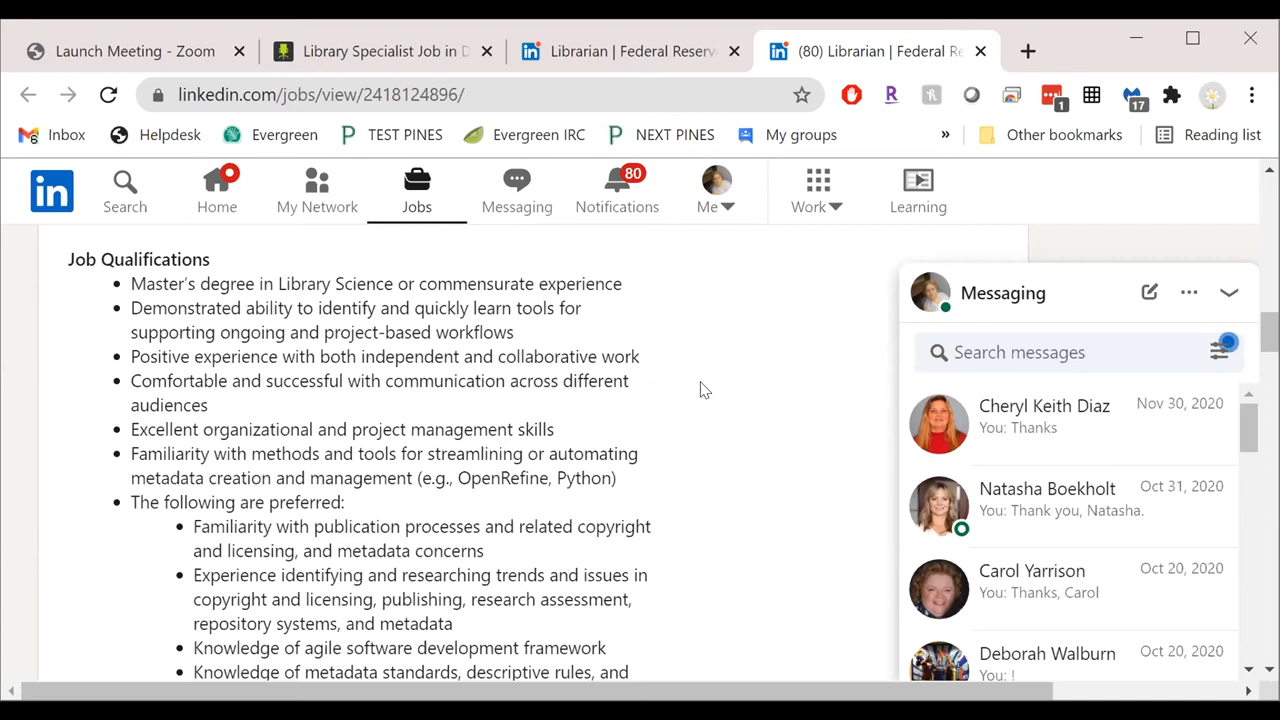 Launch Meeting - Zoom
Library Specialist Job in D
Librarian | Federal Reserv
(80) Librarian | Federal Re
linkedin.com/jobs/view/2418124896/
1
17
Inbox
Helpdesk
Evergreen
TEST PINES
Evergreen IRC
NEXT PINES
My groups
»
Other bookmarks
Reading list
in
Search
Home
My Network
Jobs
Messaging
80
Notifications
Me
Work
Learning
Job Qualifications
• Master's degree in Library Science or commensurate experience
• Demonstrated ability to identify and quickly learn tools for
supporting ongoing and project-based workflows
• Positive experience with both independent and collaborative work
• Comfortable and successful with communication across different
audiences
• Excellent organizational and project management skills
• Familiarity with methods and tools for streamlining or automating
metadata creation and management (e.g., OpenRefine, Python)
• The following are preferred:
• Familiarity with publication processes and related copyright
and licensing, and metadata concerns
• Experience identifying and researching trends and issues in
copyright and licensing, publishing, research assessment,
repository systems, and metadata
• Knowledge of agile software development framework
• Knowledge of metadata standards, descriptive rules, and
Messaging
Search messages
Cheryl Keith Diaz
Nov 30, 2020
You: Thanks
Natasha Boekholt
Oct 31, 2020
You: Thank you, Natasha.
Carol Yarrison
Oct 20, 2020
You: Thanks, Carol
Deborah Walburn
Oct 20, 2020
You: !